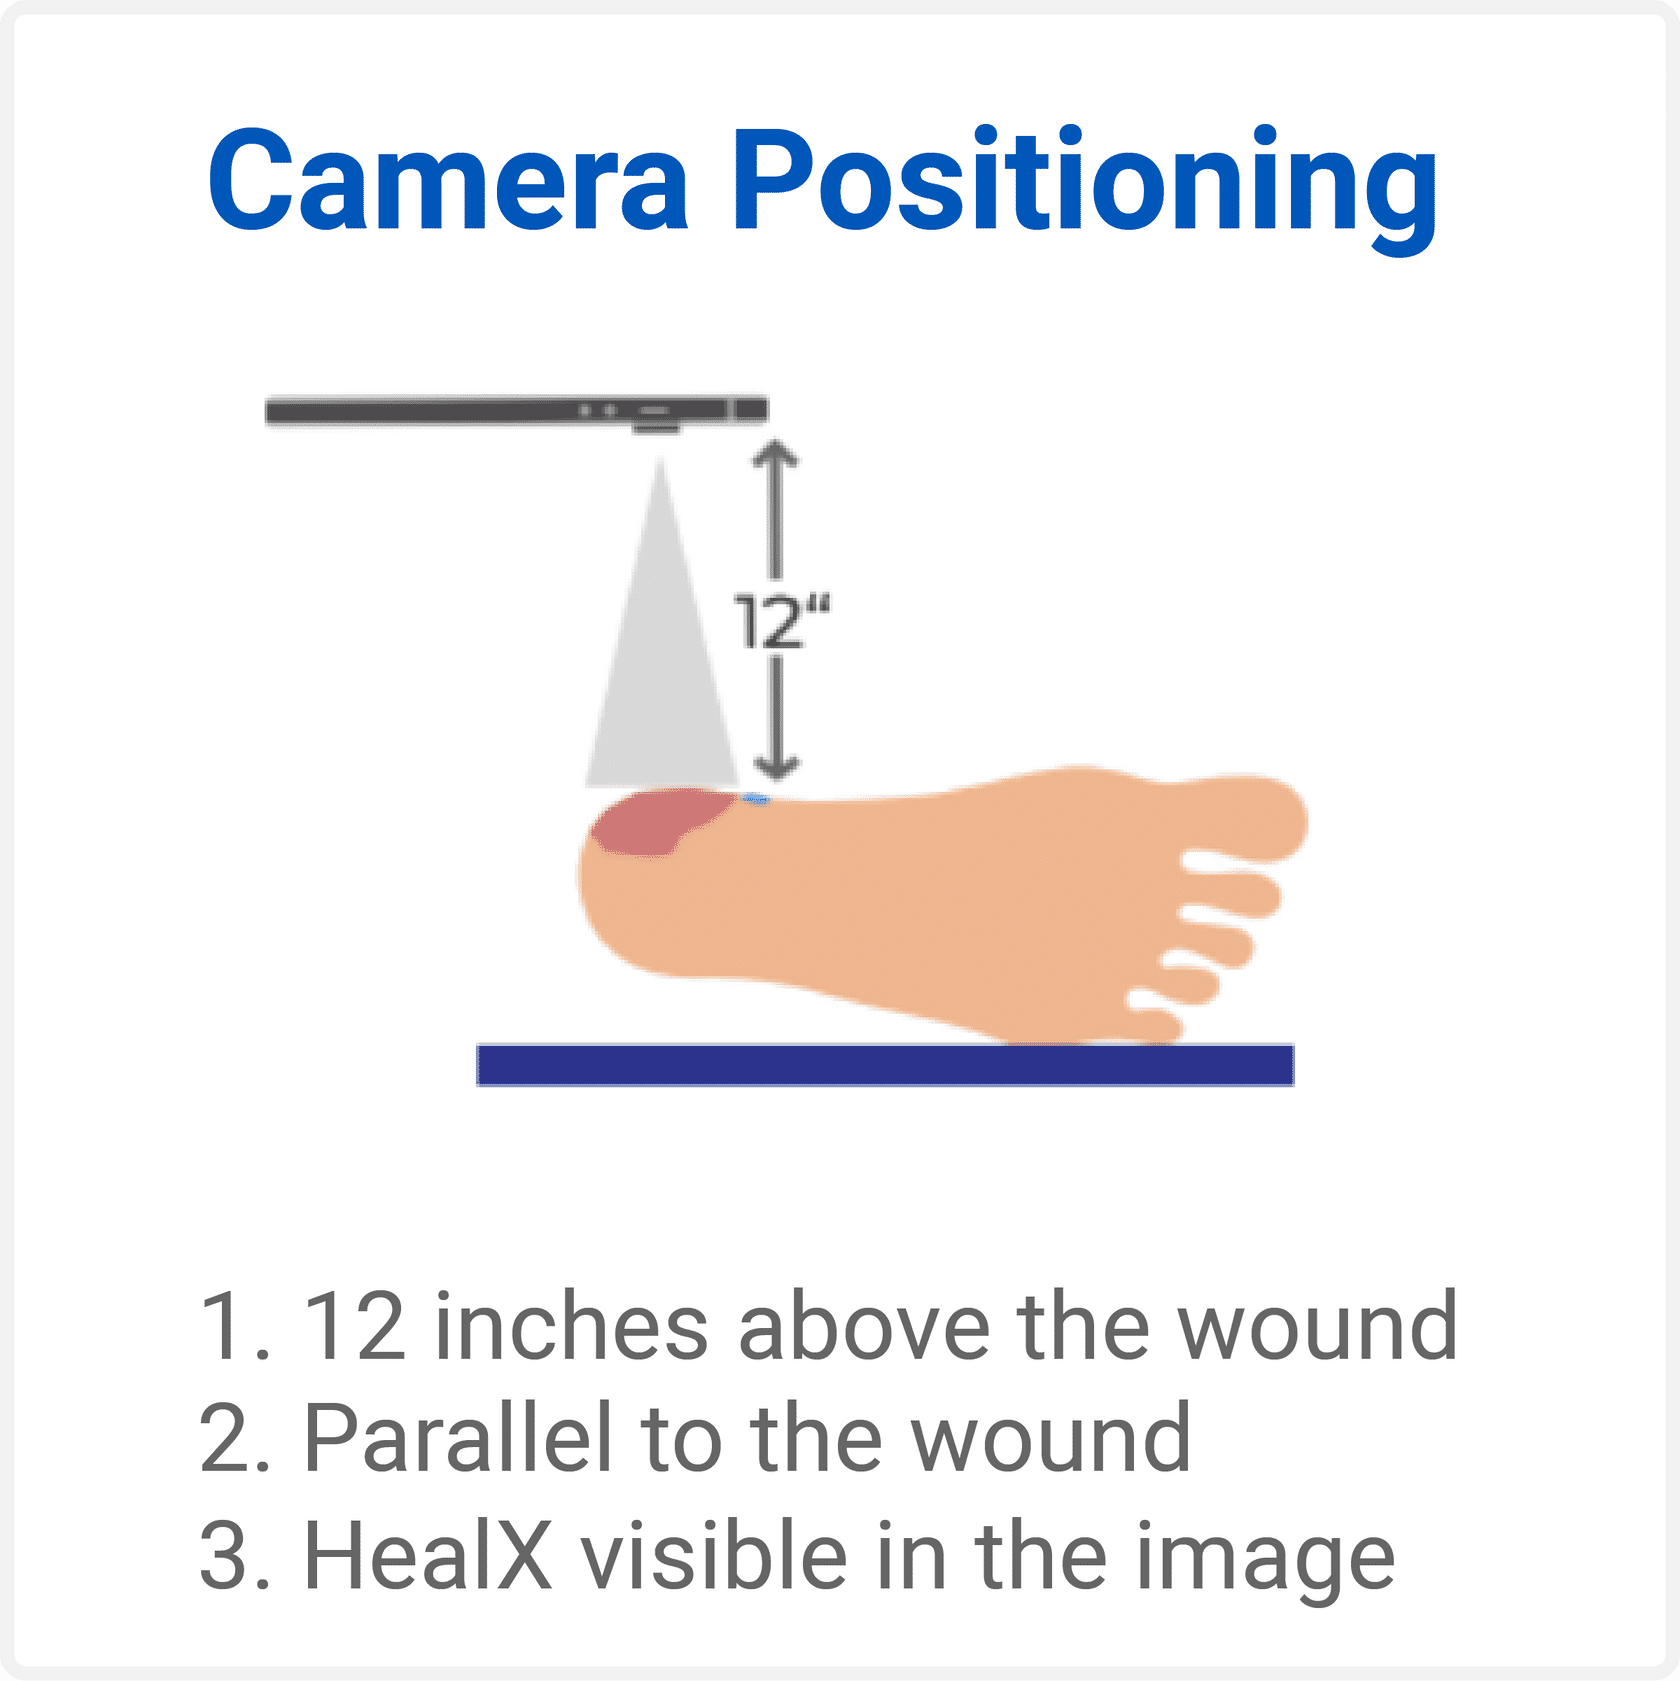 Camera Positioning
12“
1. 12 inches above the wound
2. Parallel to the wound
3. HealX visible in the image